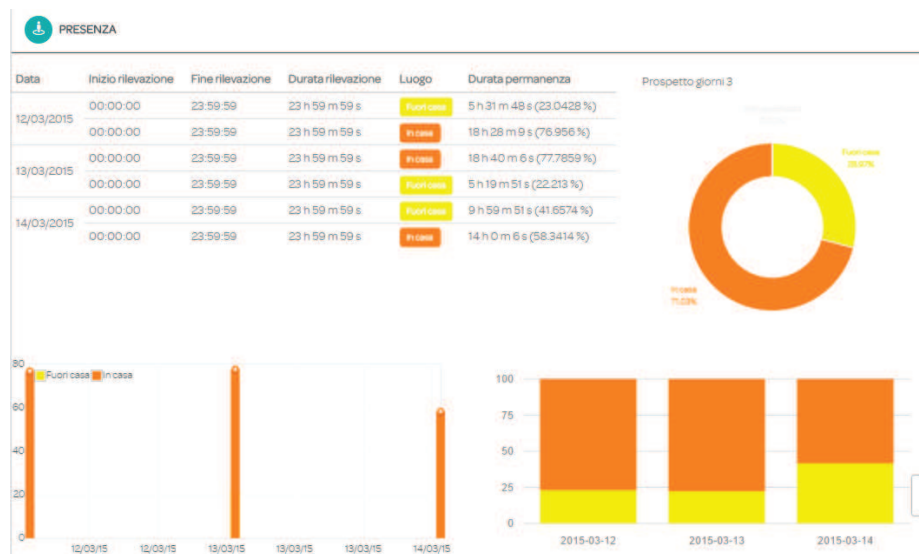 PRESENZA
Data Inizio rilevazione Fine rilevazione Durata rilevazione Luogo Durata permanenza
12/03/2015
00:00:00 23:59:59 23 h 59 m 59 s Fuori casa 5 h 31 m 48 s (23.0428 %)
00:00:00 23:59:59 23 h 59 m 59 s In casa 18 h 28 m 9 s (76.956 %)
13/03/2015
00:00:00 23:59:59 23 h 59 m 59 s In casa 18 h 40 m 6 s (77.7859 %)
00:00:00 23:59:59 23 h 59 m 59 s Fuori casa 5 h 19 m 51 s (22.213 %)
14/03/2015
00:00:00 23:59:59 23 h 59 m 59 s Fuori casa 9 h 59 m 51 s (41.6574 %)
00:00:00 23:59:59 23 h 59 m 59 s In casa 14 h 0 m 6 s (58.3414 %)
Prospetto giorni 3
Fuori casa
In casa
71.03%
80
Fuori casa In casa
60
40
20
0
12/03/15 12/03/15 13/03/15 13/03/15 13/03/15 14/03/15
100
75
50
25
0
2015-03-12 2015-03-13 2015-03-14